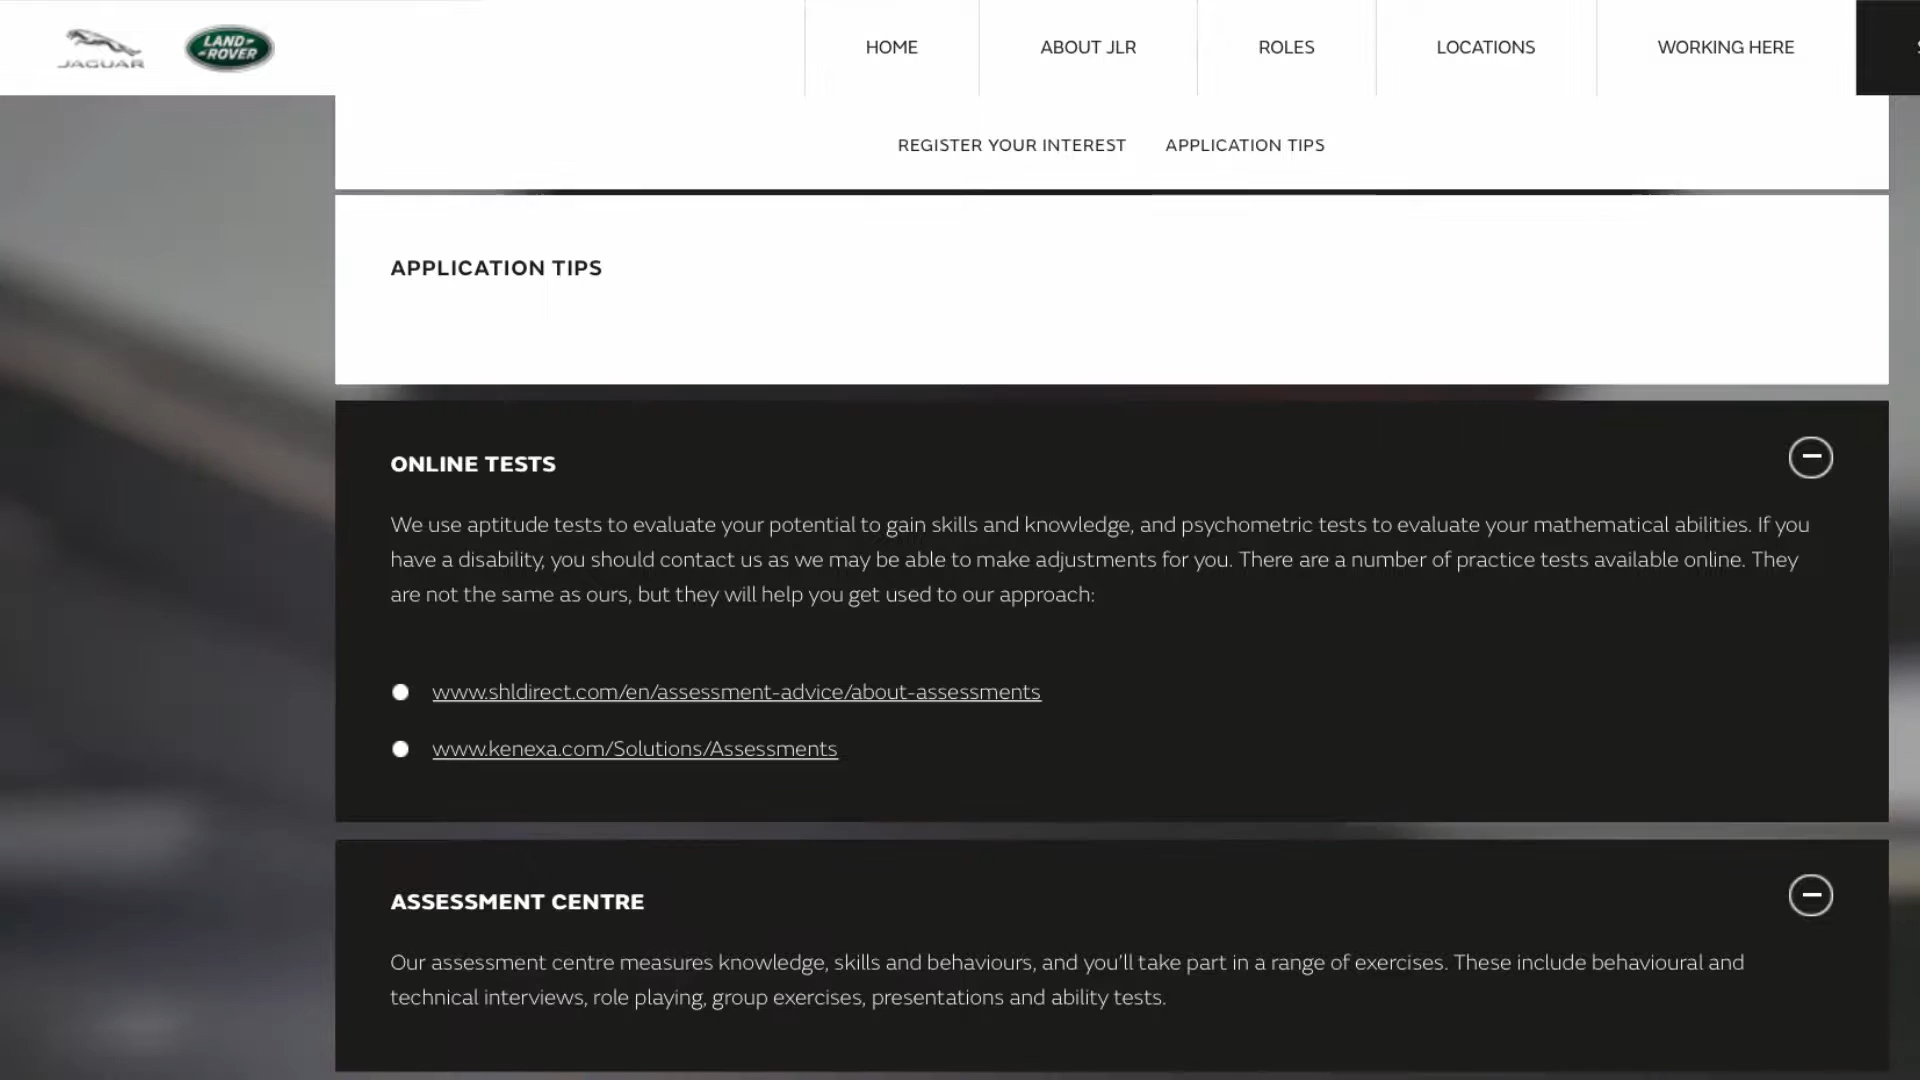 JAGUAR
LAND-
-ROVER
HOME
ABOUT JLR
ROLES
LOCATIONS
WORKING HERE
REGISTER YOUR INTEREST
APPLICATION TIPS
APPLICATION TIPS
ONLINE TESTS
We use aptitude tests to evaluate your potential to gain skills and knowledge, and psychometric tests to evaluate your mathematical abilities. If you
have a disability, you should contact us as we may be able to make adjustments for you. There are a number of practice tests available online. They
are not the same as ours, but they will help you get used to our approach:
www.shldirect.com/en/assessment-advice/about-assessments
www.kenexa.com/Solutions/Assessments
ASSESSMENT CENTRE
Our assessment centre measures knowledge, skills and behaviours, and you'll take part in a range of exercises. These include behavioural and
technical interviews, role playing, group exercises, presentations and ability tests.